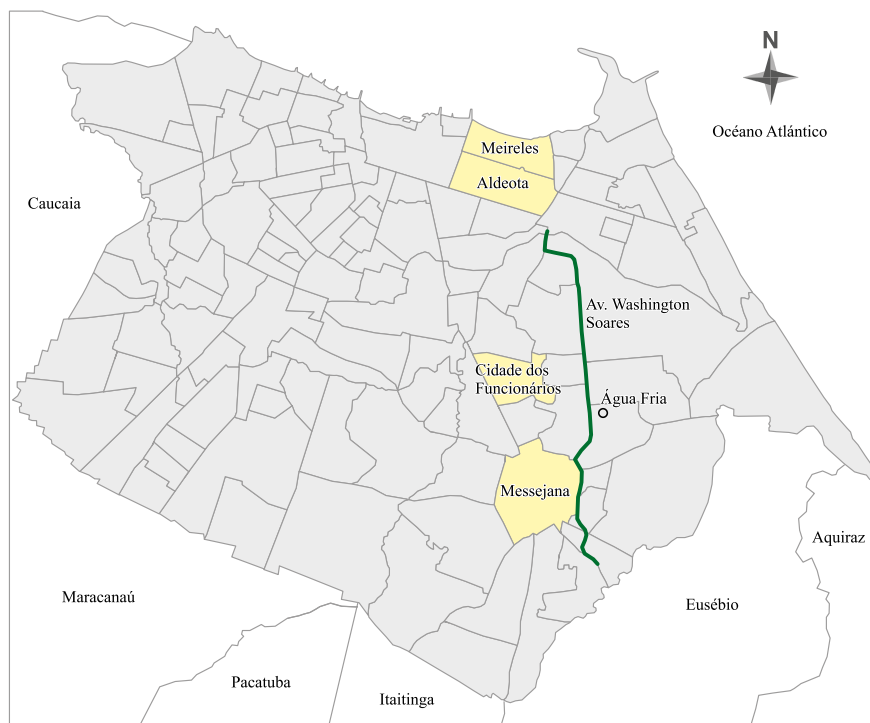 N
Océano Atlántico
Meireles
Aldeota
Caucaia
Av. Washington
Soares
Cidade dos
Funcionários
Água Fria
Messejana
Aquiraz
Maracanaú
Eusébio
Pacatuba
Itaitinga